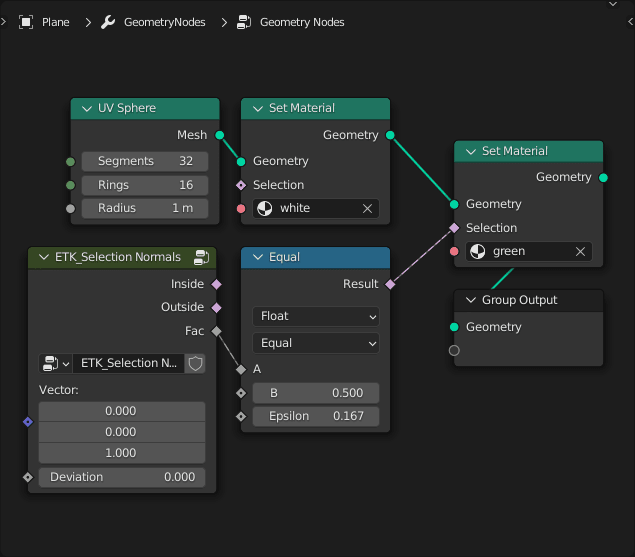 Plane > GeometryNodes > Geometry Nodes
UV Sphere
Mesh
Segments 32
Rings 16
Radius 1 m
Set Material
Geometry
Geometry
Selection
white
Set Material
Geometry
Geometry
Selection
green
ETK_Selection Normals
Inside
Outside
Fac
ETK_Selection N...
Vector:
0.000
0.000
1.000
Deviation 0.000
Equal
Result
Float
Equal
A
B 0.500
Epsilon 0.167
Group Output
Geometry